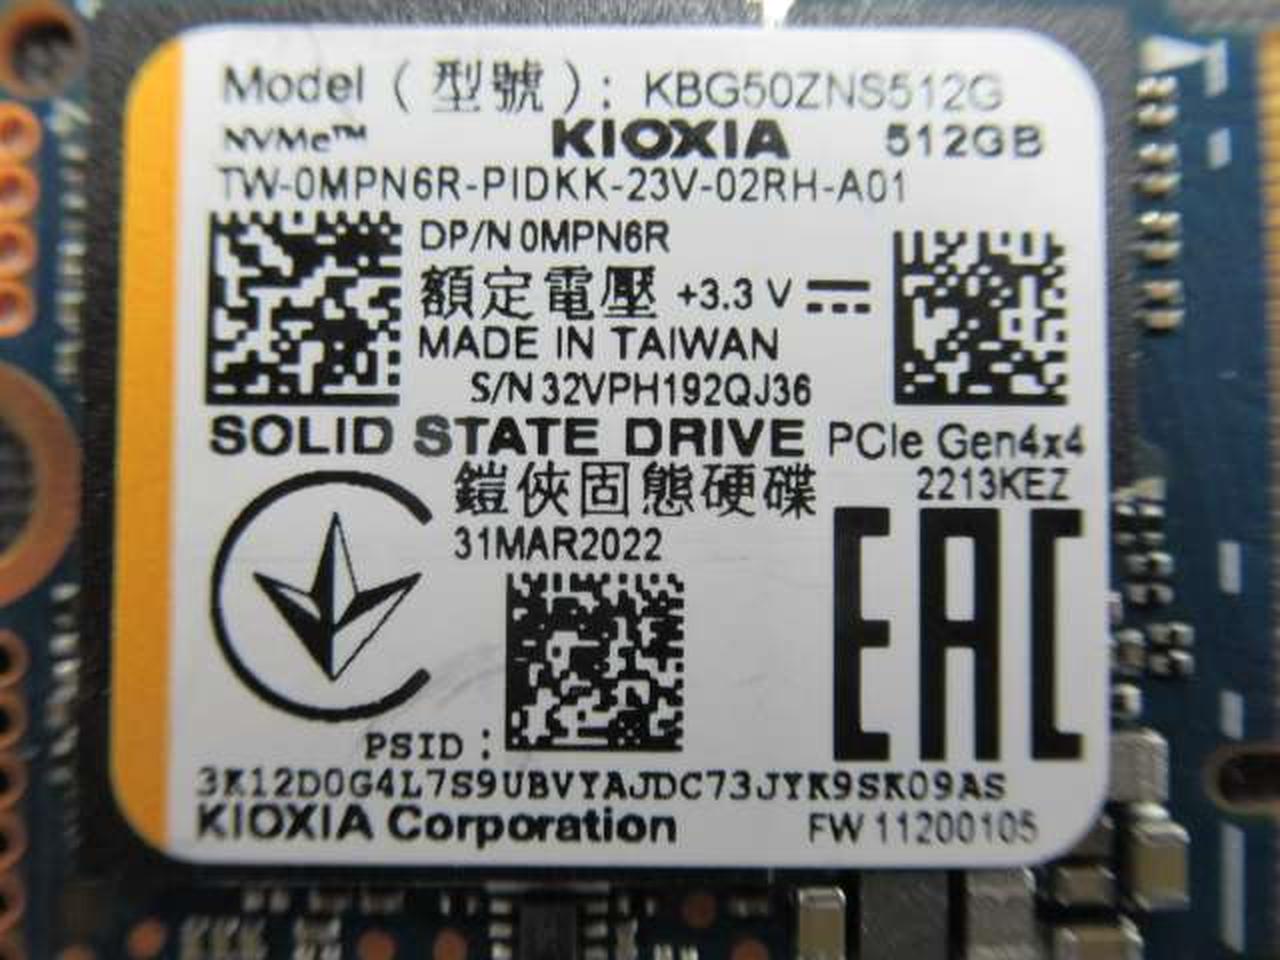 Model（型號）: KBG50ZNS512G
NVMe™ KIOXIA 512GB
TW-0MPN6R-PIDKK-23V-02RH-A01
DP/N 0MPN6R
額定電壓 +3.3 V
MADE IN TAIWAN
S/N 32VPH192QJ36
SOLID STATE DRIVE PCIe Gen4x4
鎧俠固態硬碟 2213KEZ
31MAR2022
EAC
PSID :
3K12D0G4L7S9UBVYAJDC73JYK9SK09AS
KIOXIA Corporation FW 11200105